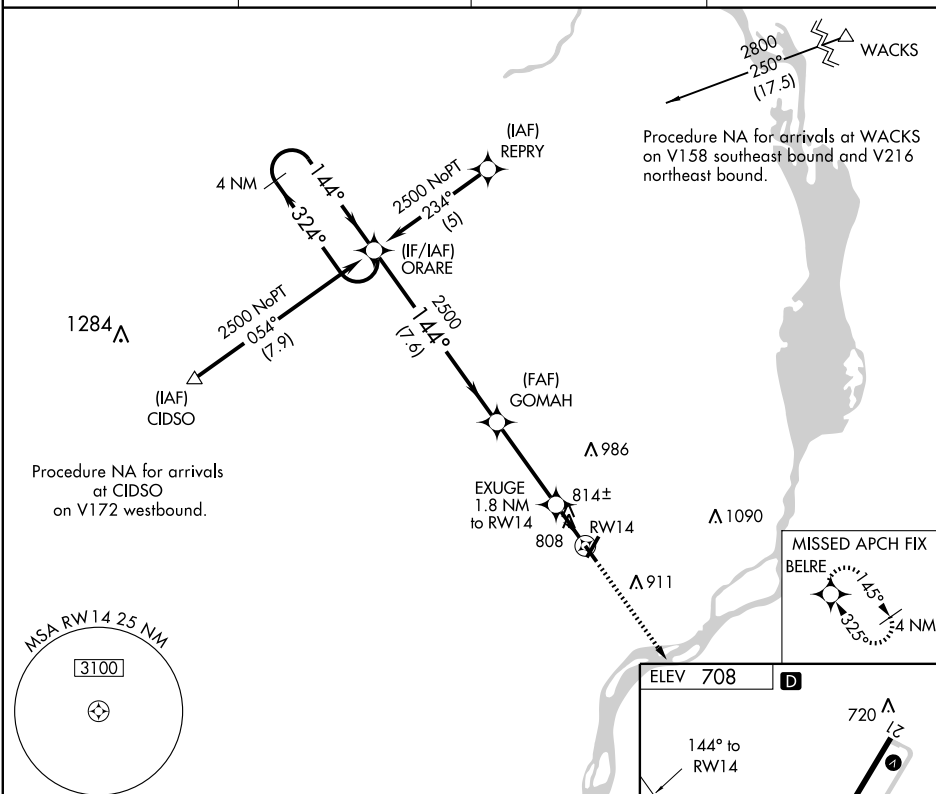 2800
250°
(17.5)
WACKS
Procedure NA for arrivals at WACKS
on V158 southeast bound and V216
northeast bound.
(IAF)
REPRY
2500 NoPT
234°
(5)
4 NM
144°
324°
(IF/IAF)
ORARE
2500 NoPT
054°
(7.9)
1284
(IAF)
CIDSO
2500
144°
(7.6)
(FAF)
GOMAH
Procedure NA for arrivals
at CIDSO
on V172 westbound.
986
EXUGE
1.8 NM
to RW14
814±
808
RW14
1090
911
MISSED APCH FIX
BELRE
145°
325°
4 NM
MSA RW14 25 NM
3100
ELEV 708
D
720
21
144° to
RW14
V